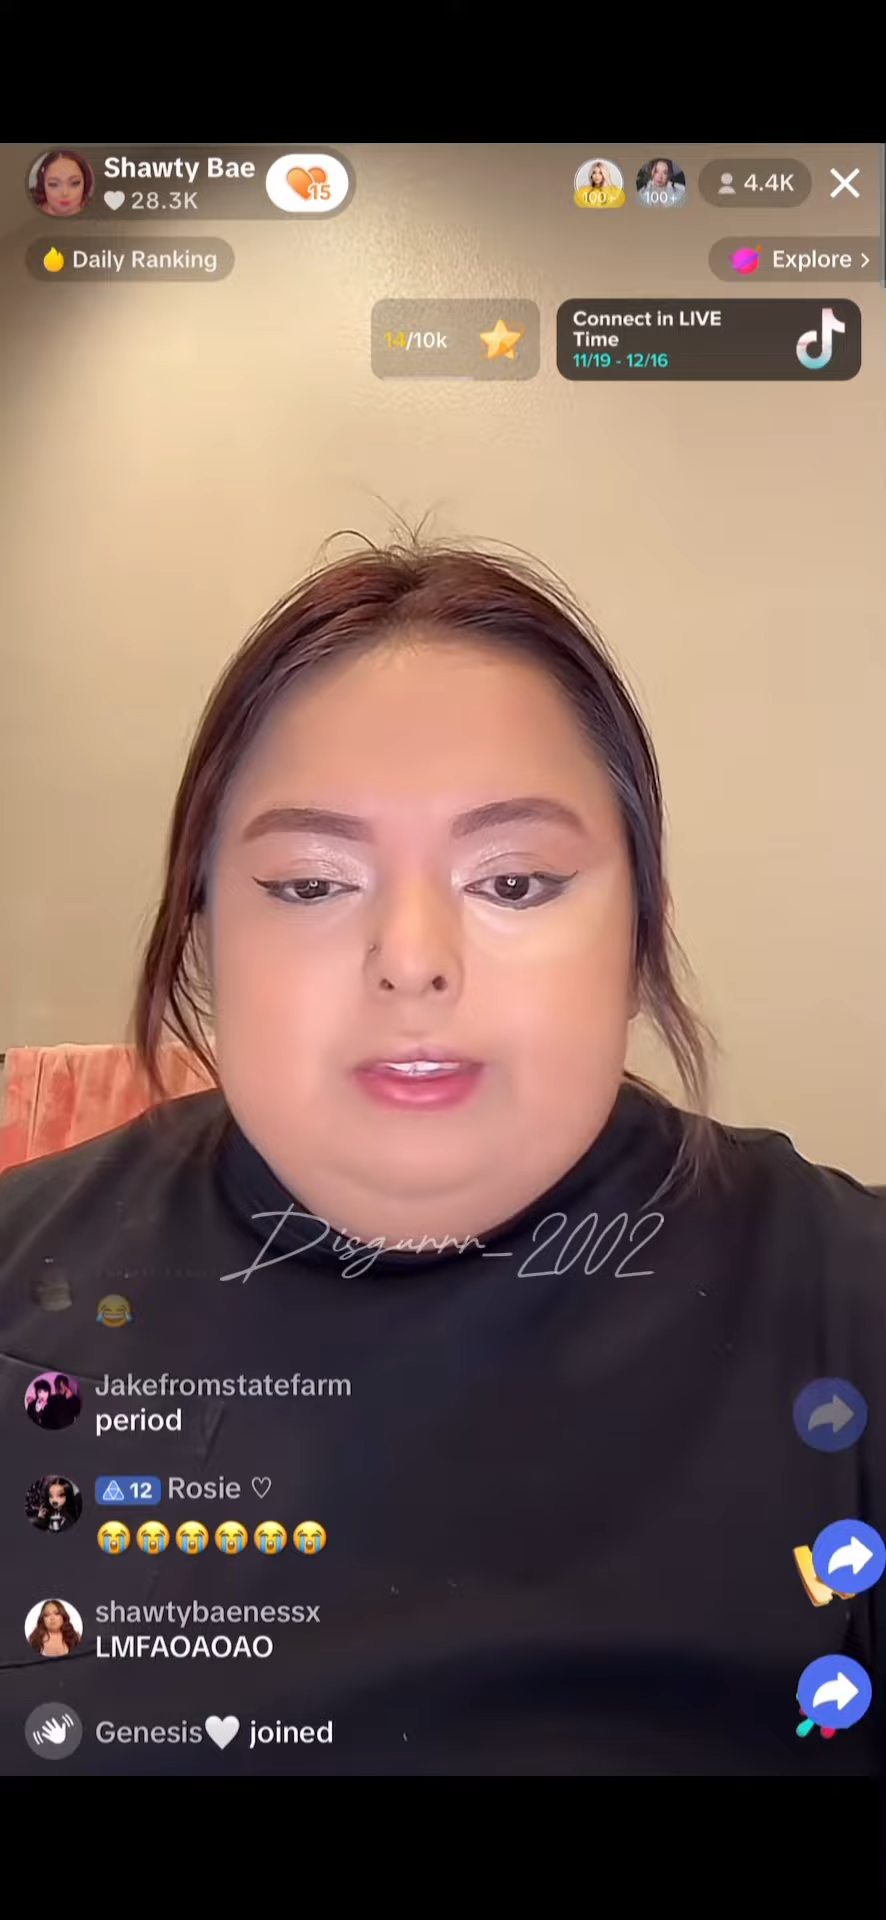 Shawty Bae
28.3K
15
100+
100+
4.4K
Daily Ranking
Explore
14/10k
Connect in LIVE
Time
11/19 - 12/16
Disgunnn_2002
😂
Jakefromstatefarm
period
12 Rosie ♡
😭😭😭😭😭😭
shawtybaenessx
LMFAOAOAO
Genesis🤍 joined